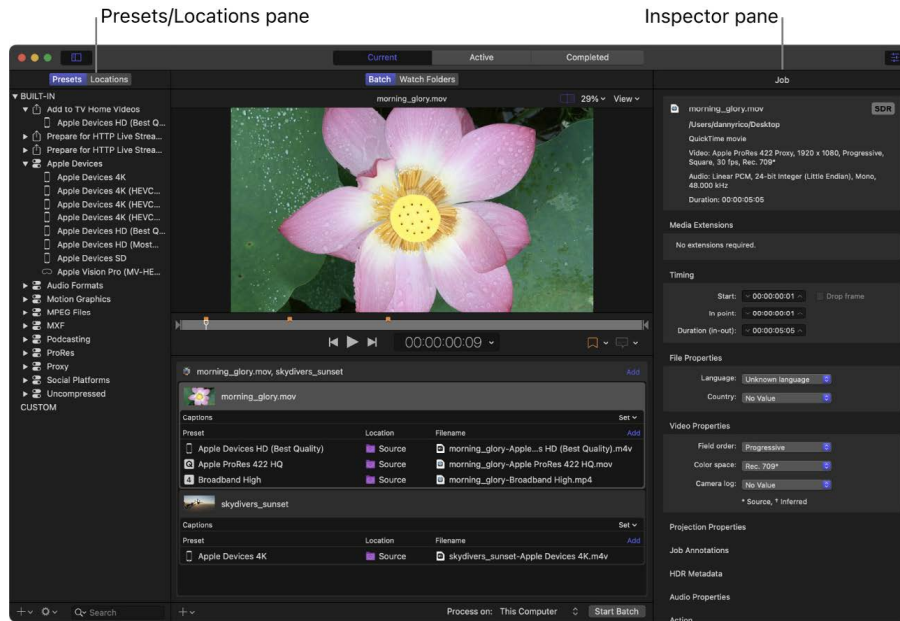 Presets/Locations pane
Inspector pane
Current
Active
Completed
Presets
Locations
Batch
Watch Folders
Job
BUILT-IN
Add to TV Home Videos
Apple Devices HD (Best Q...
Prepare for HTTP Live Strea...
Prepare for HTTP Live Strea...
Apple Devices
Apple Devices 4K
Apple Devices 4K (HEVC...
Apple Devices 4K (HEVC...
Apple Devices 4K (HEVC...
Apple Devices HD (Best Q...
Apple Devices HD (Most...
Apple Devices SD
Apple Vision Pro (MV-HE...
Audio Formats
Motion Graphics
MPEG Files
MXF
Podcasting
ProRes
Proxy
Social Platforms
Uncompressed
CUSTOM
Search
morning_glory.mov
29%
View
00:00:00:09
morning_glory.mov, skydivers_sunset
Add
morning_glory.mov
Captions
Set
Preset Location Filename Add
Apple Devices HD (Best Quality) Source morning_glory-Apple...s HD (Best Quality).m4v
Apple ProRes 422 HQ Source morning_glory-Apple ProRes 422 HQ.mov
4 Broadband High Source morning_glory-Broadband High.mp4
skydivers_sunset
Captions
Set
Preset Location Filename Add
Apple Devices 4K Source skydivers_sunset-Apple Devices 4K.m4v
Process on: This Computer
Start Batch
morning_glory.mov
SDR
/Users/dannyrico/Desktop
QuickTime movie
Video: Apple ProRes 422 Proxy, 1920 x 1080, Progressive,
Square, 30 fps, Rec. 709*
Audio: Linear PCM, 24-bit Integer (Little Endian), Mono,
48.000 kHz
Duration: 00:00:05:05
Media Extensions
No extensions required.
Timing
Start: 00:00:00:01 Drop frame
In point: 00:00:00:01
Duration (in-out): 00:00:05:05
File Properties
Language: Unknown language
Country: No Value
Video Properties
Field order: Progressive
Color space: Rec. 709*
Camera log: No Value
* Source, † Inferred
Projection Properties
Job Annotations
HDR Metadata
Audio Properties
Action